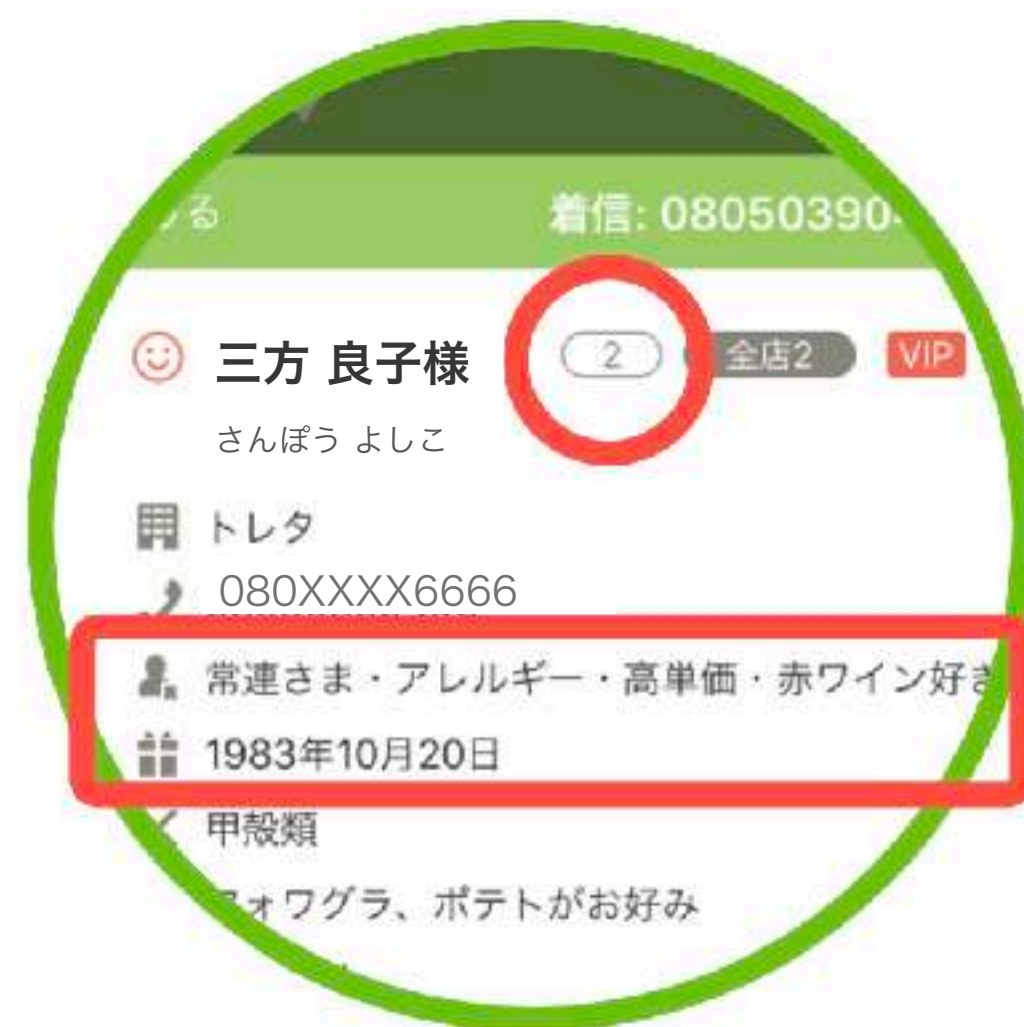 着信: 080503904
三方 良子様 2 全店2 VIP
さんぽう よしこ
トレタ
080XXXX6666
常連さま・アレルギー・高単価・赤ワイン好き
1983年10月20日
甲殻類
フォワグラ、ポテトがお好み